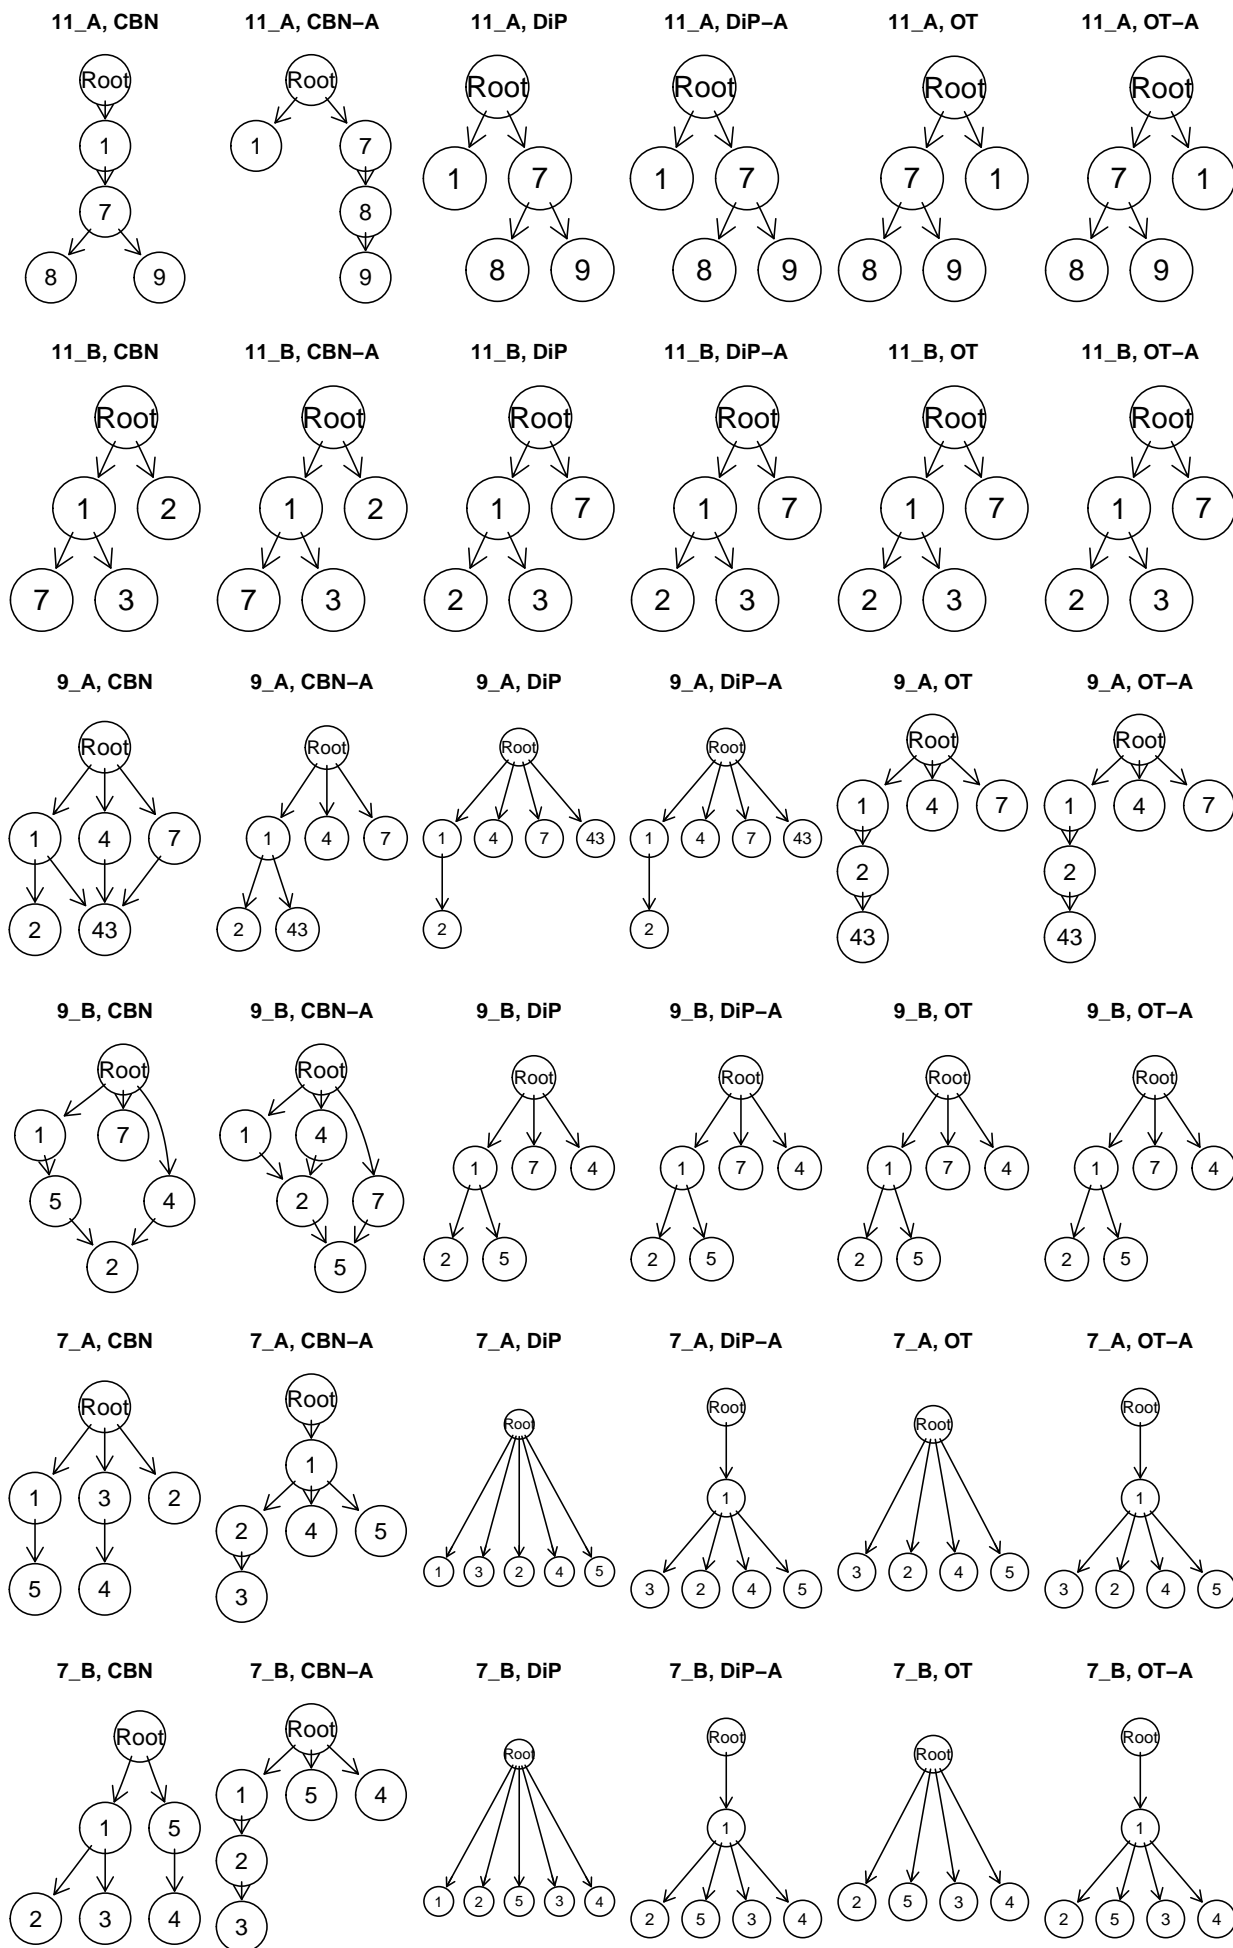 11_A, CBN 11_A, CBN−A 11_A, DiP 11_A, DiP−A 11_A, OT 11_A, OT−A
Root Root Root Root Root Root
1 1 7 1 7 1 7 7 1 7 1
7 8 8 9 8 9 8 9 8 9
8 9 9
11_B, CBN 11_B, CBN−A 11_B, DiP 11_B, DiP−A 11_B, OT 11_B, OT−A
Root Root Root Root Root Root
1 2 1 2 1 7 1 7 1 7 1 7
7 3 7 3 2 3 2 3 2 3 2 3
9_A, CBN 9_A, CBN−A 9_A, DiP 9_A, DiP−A 9_A, OT 9_A, OT−A
Root Root Root Root Root Root
1 4 7 1 4 7 1 4 7 43 1 4 7 43 1 4 7 1 4 7
2 2
2 43 2 43 2 2 43 43
9_B, CBN 9_B, CBN−A 9_B, DiP 9_B, DiP−A 9_B, OT 9_B, OT−A
Root Root Root Root Root Root
1 7 1 4 1 7 4 1 7 4 1 7 4 1 7 4
5 4 2 7
2 5 2 5 2 5 2 5 2 5
7_A, CBN 7_A, CBN−A 7_A, DiP 7_A, DiP−A 7_A, OT 7_A, OT−A
Root Root Root Root Root Root
1 3 2 1 1 1
2 4 5
5 4 3 1 3 2 4 5 3 2 4 5 3 2 4 5 3 2 4 5
7_B, CBN 7_B, CBN−A 7_B, DiP 7_B, DiP−A 7_B, OT 7_B, OT−A
Root Root Root Root Root Root
1 5 1 5 4 1 1
2
2 3 4 3 1 2 5 3 4 2 5 3 4 2 5 3 4 2 5 3 4